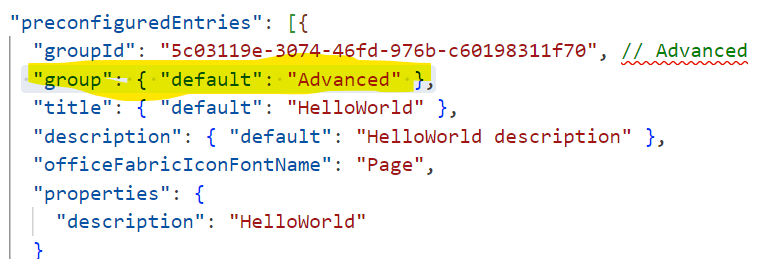 "preconfiguredEntries": [{
"groupId": "5c03119e-3074-46fd-976b-c60198311f70", // Advanced
"group": { "default": "Advanced" },
"title": { "default": "HelloWorld" },
"description": { "default": "HelloWorld description" },
"officeFabricIconFontName": "Page",
"properties": {
"description": "HelloWorld"
}